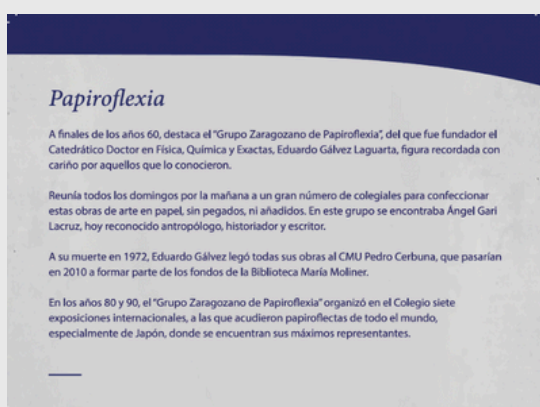 Papiroflexia
A finales de los años 60, destaca el "Grupo Zaragozano de Papiroflexia", del que fue fundador el
Catedrático Doctor en Física, Química y Exactas, Eduardo Gálvez Laguarta, figura recordada con
cariño por aquellos que lo conocieron.
Reunía todos los domingos por la mañana a un gran número de colegiales para confeccionar
estas obras de arte en papel, sin pegados, ni añadidos. En este grupo se encontraba Ángel Gari
Lacruz, hoy reconocido antropólogo, historiador y escritor.
A su muerte en 1972, Eduardo Gálvez legó todas sus obras al CMU Pedro Cerbuna, que pasarían
en 2010 a formar parte de los fondos de la Biblioteca María Moliner.
En los años 80 y 90, el "Grupo Zaragozano de Papiroflexia" organizó en el Colegio siete
exposiciones internacionales, a las que acudieron papiroflectas de todo el mundo,
especialmente de Japón, donde se encuentran sus máximos representantes.